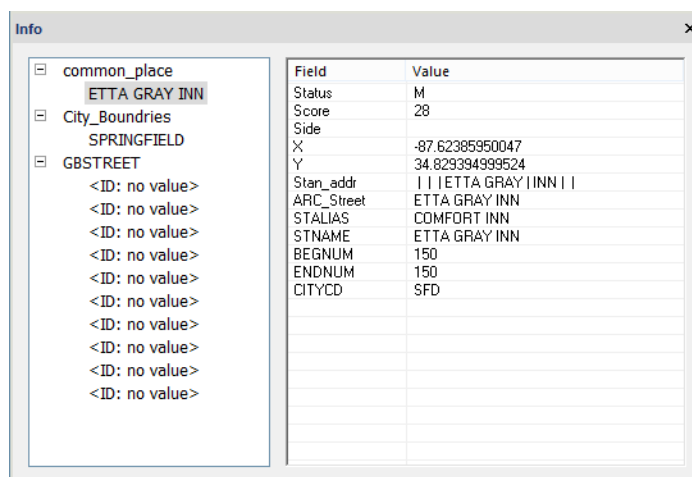 Info
×
common_place
ETTA GRAY INN
City_Boundries
SPRINGFIELD
GBSTREET
<ID: no value>
<ID: no value>
<ID: no value>
<ID: no value>
<ID: no value>
<ID: no value>
<ID: no value>
<ID: no value>
<ID: no value>
<ID: no value>
Field Value
Status M
Score 28
Side
X -87.62385950047
Y 34.829394999524
Stan_addr | | |ETTA GRAY|INN| |
ARC_Street ETTA GRAY INN
STALIAS COMFORT INN
STNAME ETTA GRAY INN
BEGNUM 150
ENDNUM 150
CITYCD SFD